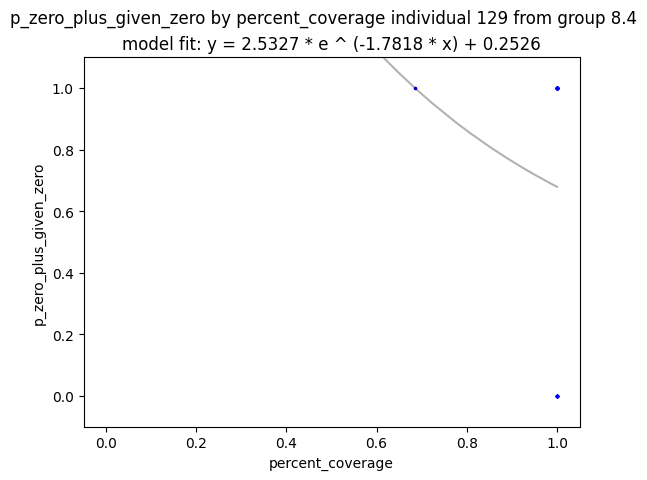 p_zero_plus_given_zero by percent_coverage individual 129 from group 8.4
model fit: y = 2.5327 * e ^ (-1.7818 * x) + 0.2526
p_zero_plus_given_zero
1.0
0.8
0.6
0.4
0.2
0.0
0.0 0.2 0.4 0.6 0.8 1.0
percent_coverage